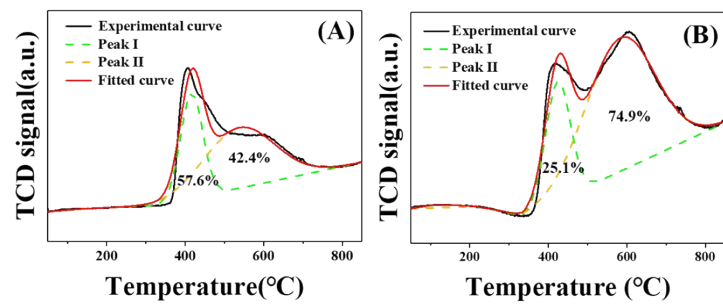 Experimental curve
Peak I
Peak II
Fitted curve
(A)
57.6%
42.4%
TCD signal(a.u.)
200
400
600
800
Temperature(°C)
Experimental curve
Peak I
Peak II
Fitted curve
(B)
74.9%
25.1%
TCD signal(a.u.)
200
400
600
800
Temperature (°C)